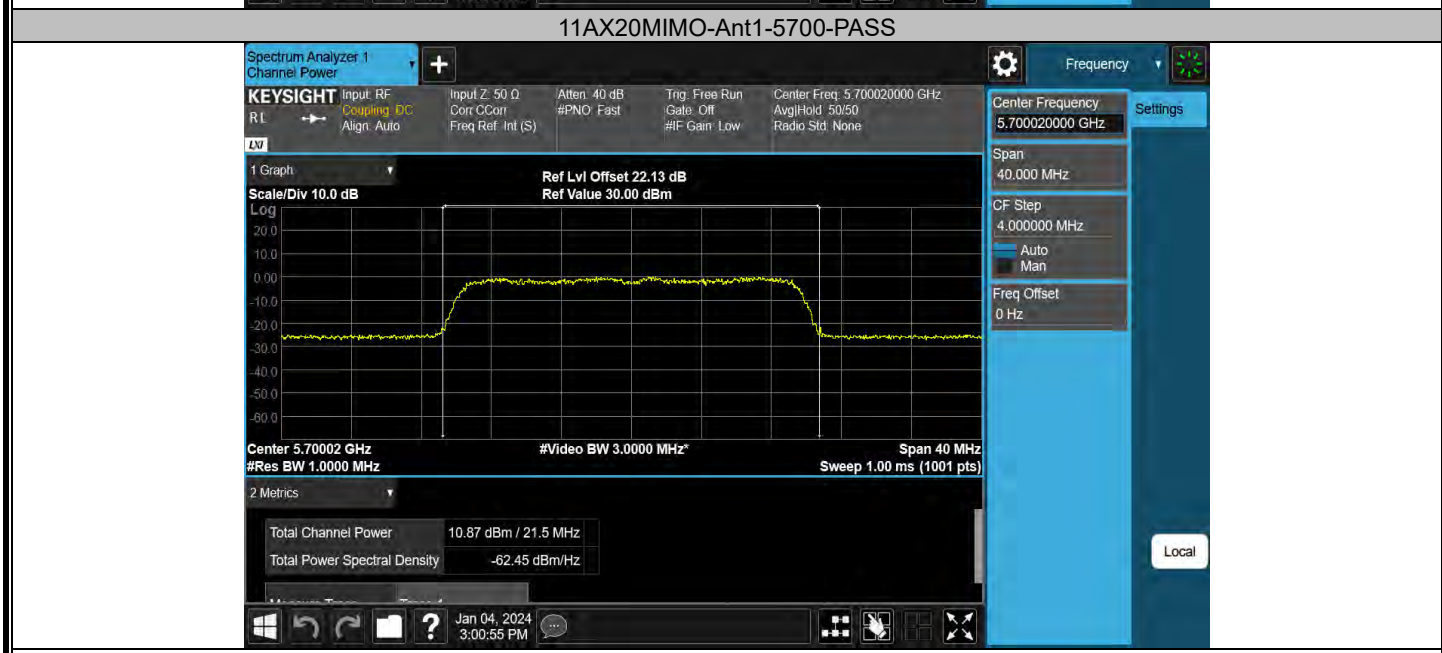 11AX20MIMO-Ant1-5700-PASS
Spectrum Analyzer 1
Channel Power
+
Frequency
KEYSIGHT
RL
LXI
Input: RF
Coupling: DC
Align: Auto
Input Z: 50 Ω
Corr CCorr
Freq Ref: Int (S)
Atten: 40 dB
#PNO: Fast
Trig: Free Run
Gate: Off
#IF Gain: Low
Center Freq: 5.700020000 GHz
Avg|Hold: 50/50
Radio Std: None
Center Frequency
5.700020000 GHz
Settings
Span
40.000 MHz
CF Step
4.000000 MHz
Auto
Man
Freq Offset
0 Hz
Local
1 Graph
Scale/Div 10.0 dB
Ref Lvl Offset 22.13 dB
Ref Value 30.00 dBm
Log
20.0
10.0
0.00
-10.0
-20.0
-30.0
-40.0
-50.0
-60.0
Center 5.70002 GHz
#Video BW 3.0000 MHz*
Span 40 MHz
#Res BW 1.0000 MHz
Sweep 1.00 ms (1001 pts)
2 Metrics
Total Channel Power 10.87 dBm / 21.5 MHz
Total Power Spectral Density -62.45 dBm/Hz
?
Jan 04, 2024
3:00:55 PM